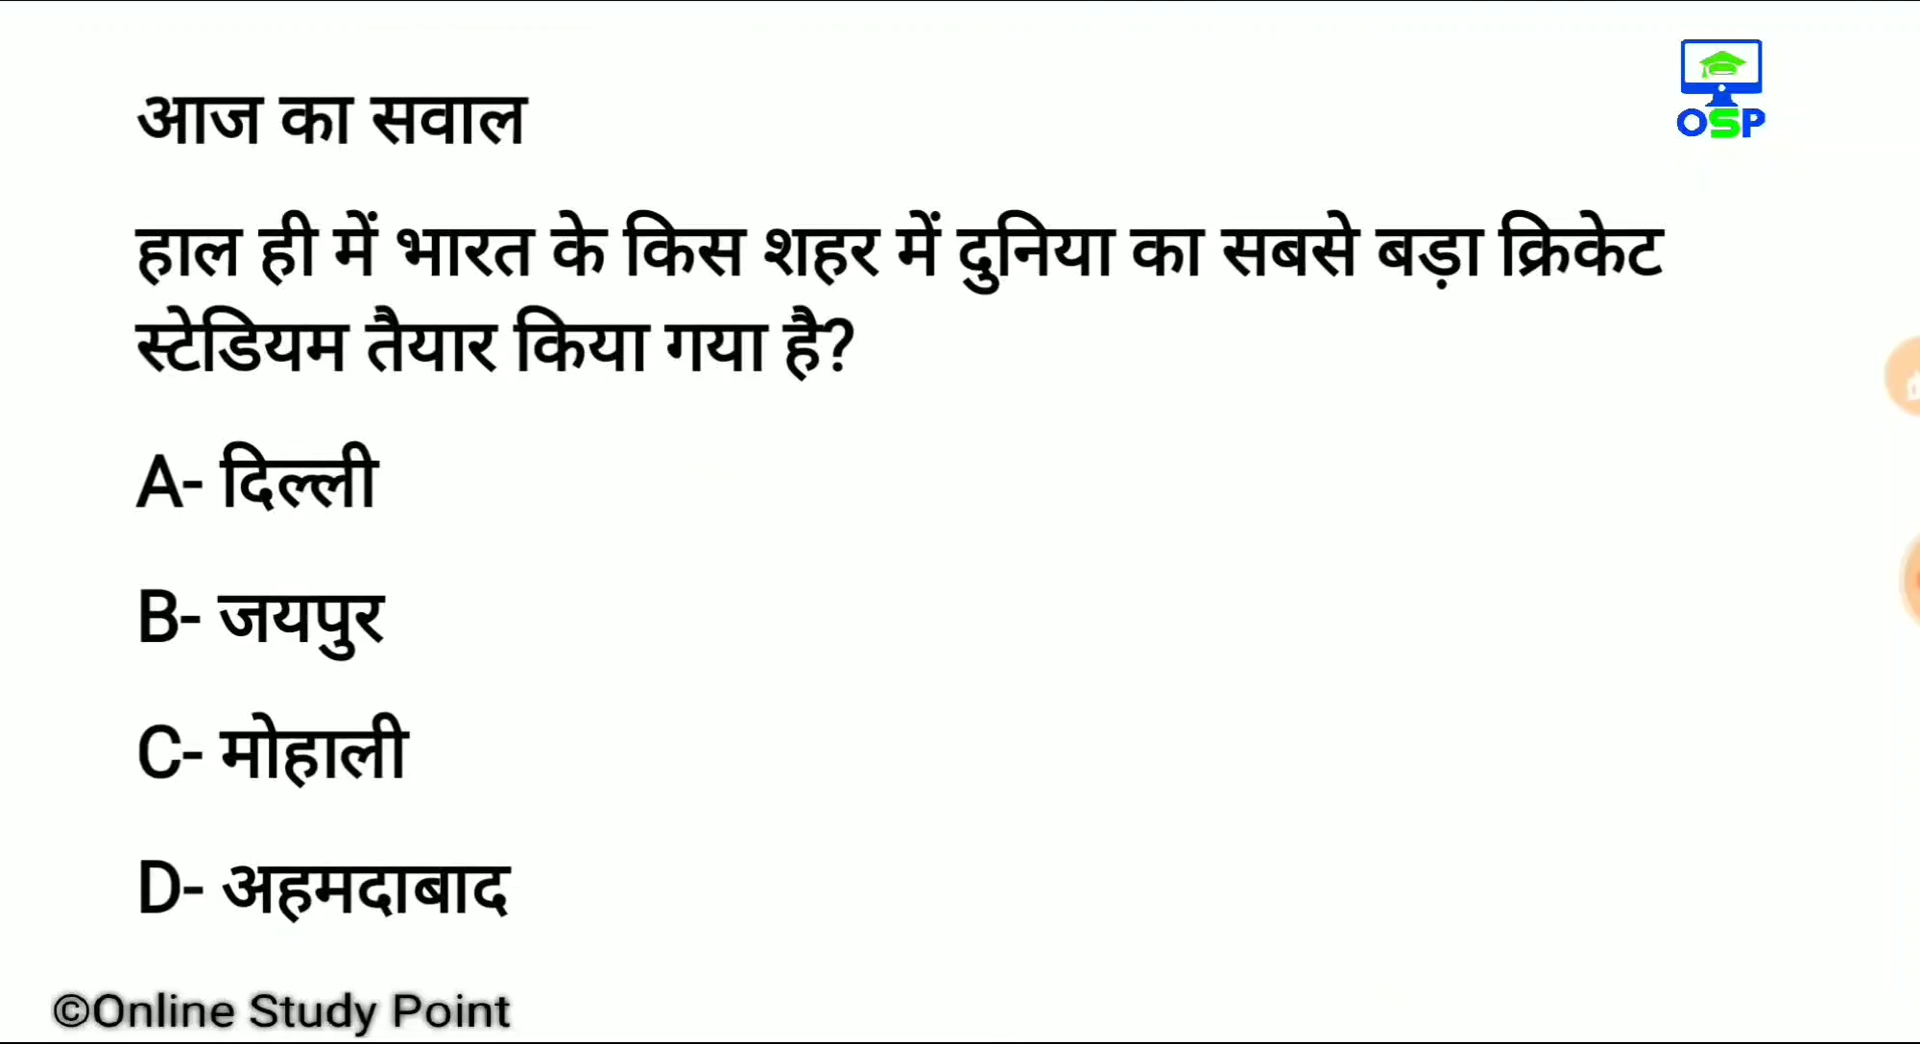 आज का सवाल
OSP
हाल ही में भारत के किस शहर में दुनिया का सबसे बड़ा क्रिकेट
स्टेडियम तैयार किया गया है?
A- दिल्ली
B- जयपुर
C- मोहाली
D- अहमदाबाद
©Online Study Point